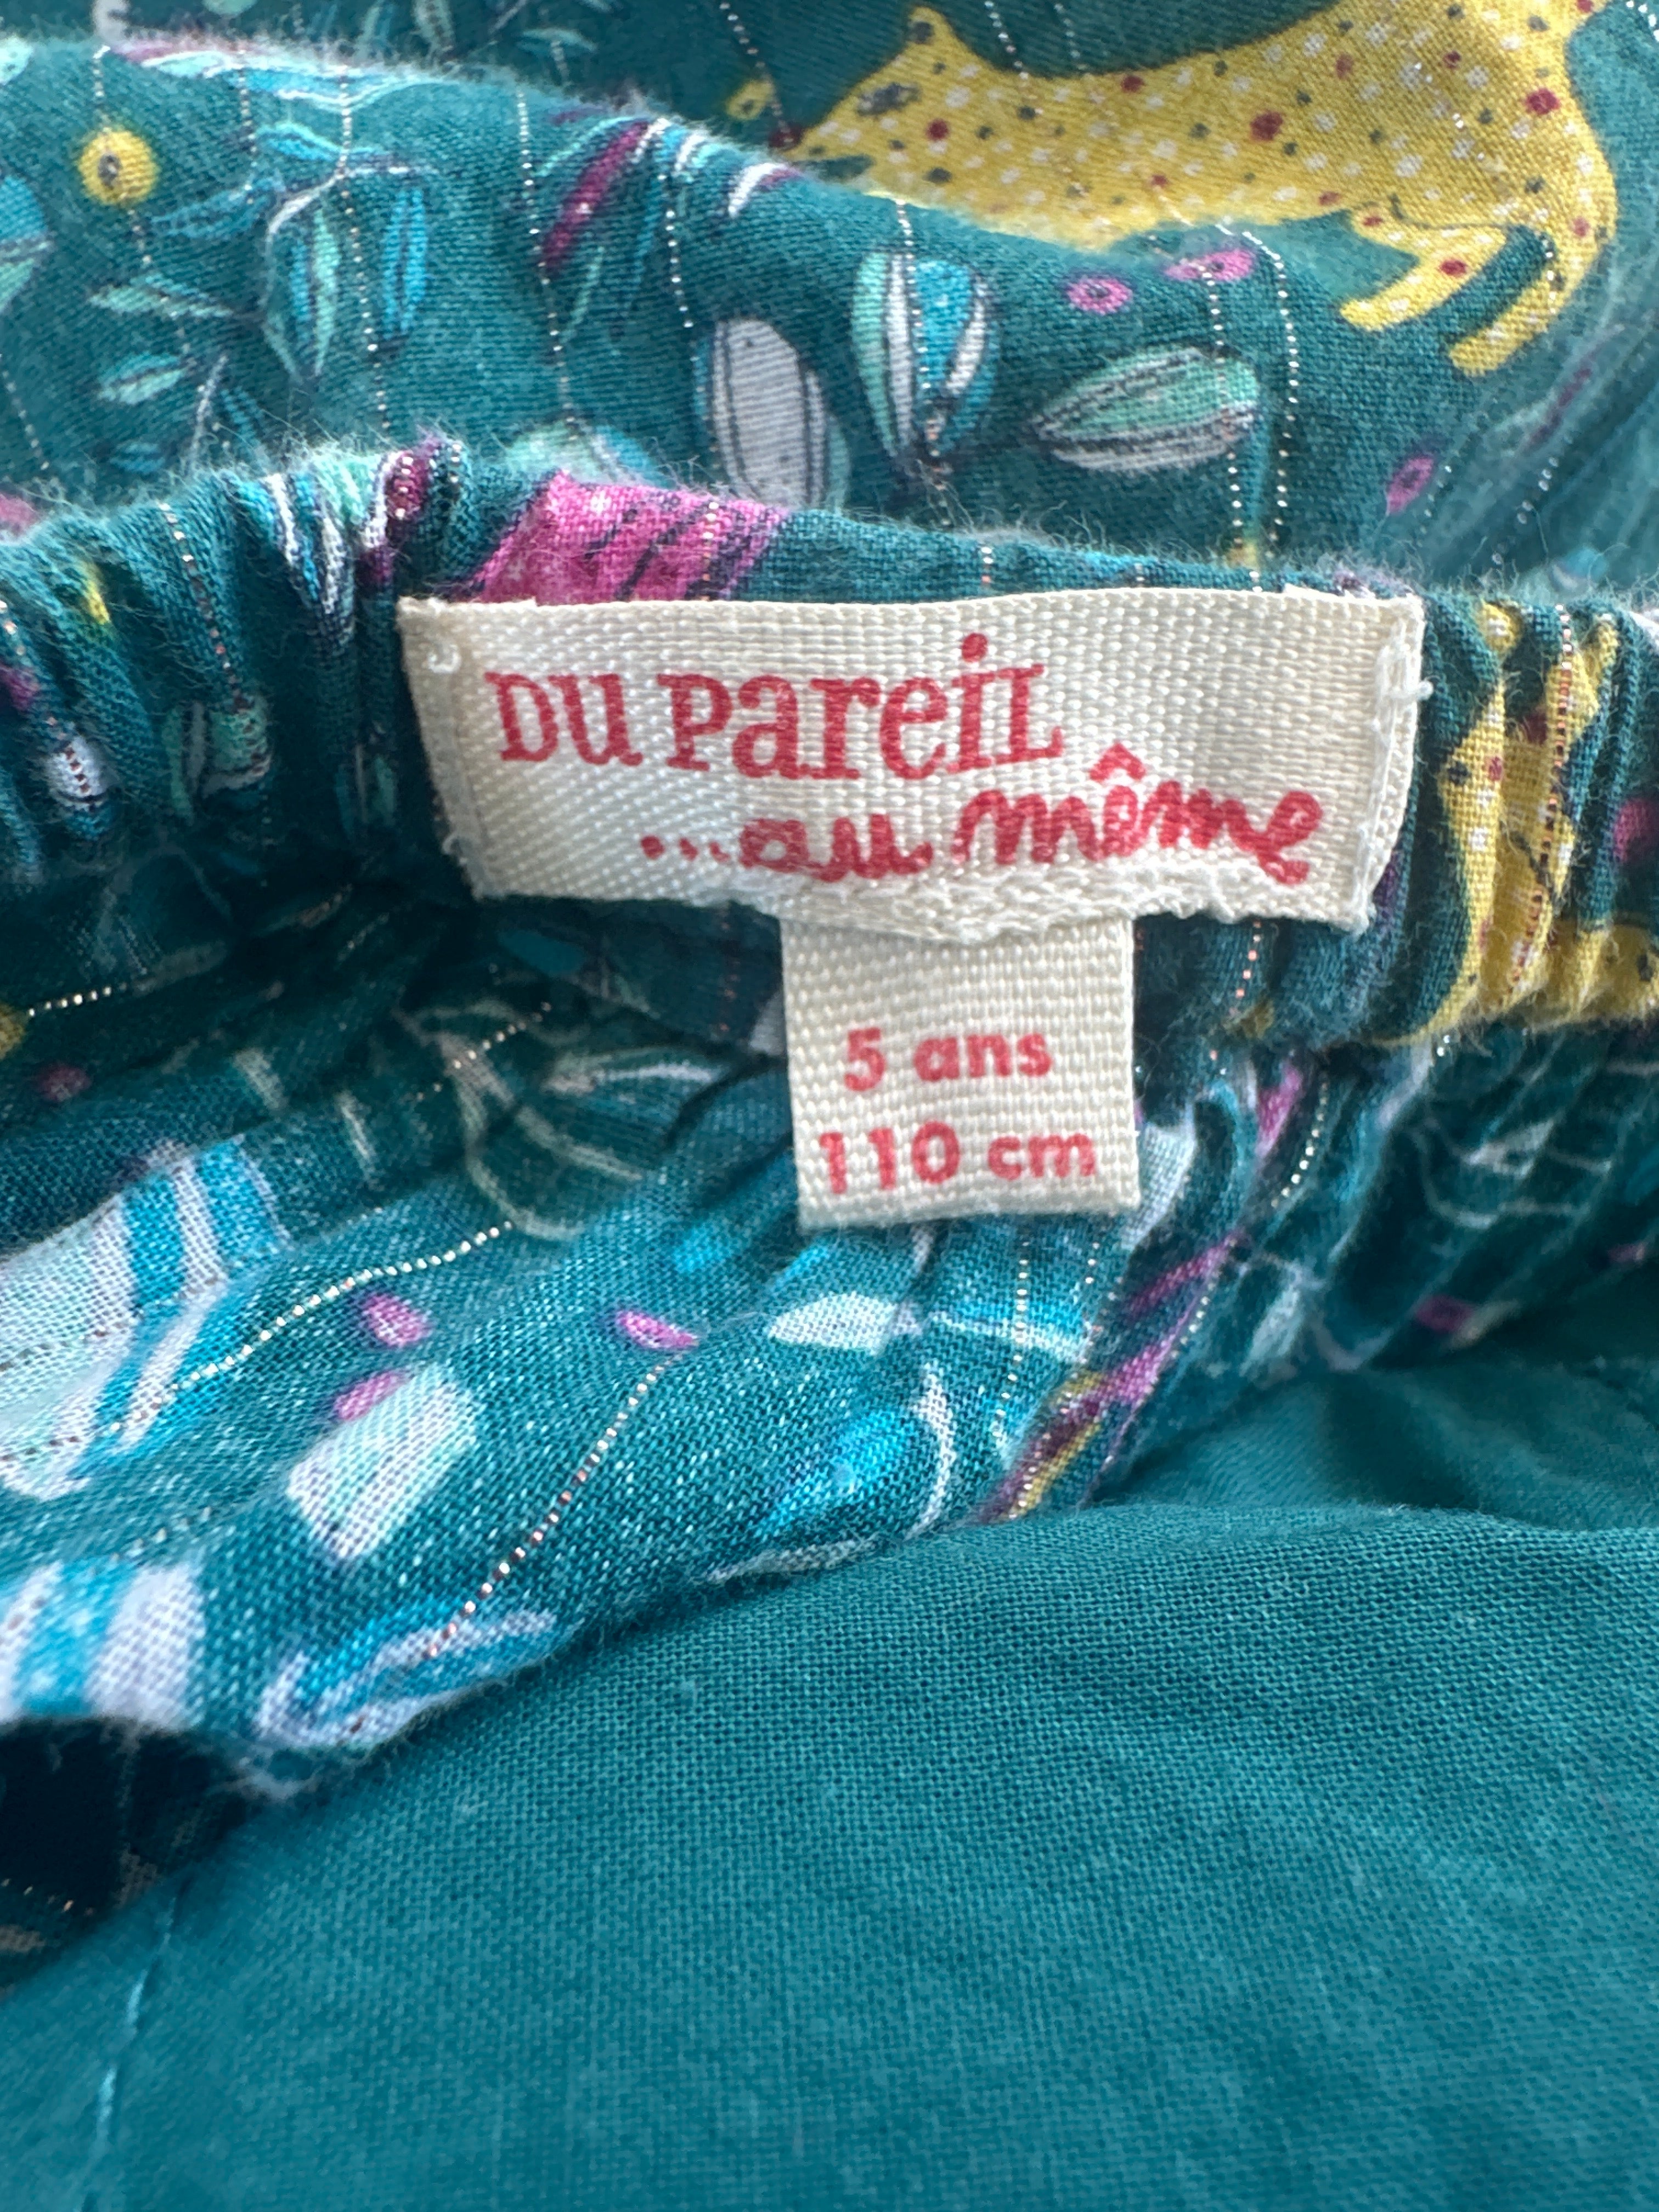 DU PareiL
...au même
5 ans
110 cm